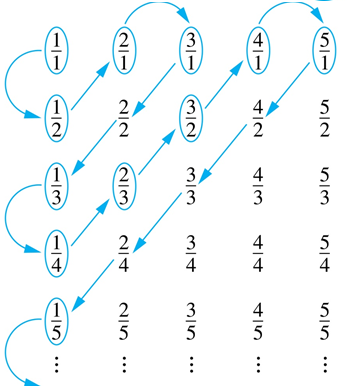 1/1 2/1 3/1 4/1 5/1
1/2 2/2 3/2 4/2 5/2
1/3 2/3 3/3 4/3 5/3
1/4 2/4 3/4 4/4 5/4
1/5 2/5 3/5 4/5 5/5
⋮ ⋮ ⋮ ⋮ ⋮